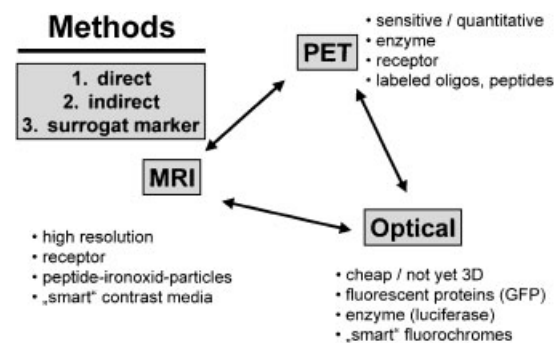 Methods
1. direct
2. indirect
3. surrogat marker
PET
• sensitive / quantitative
• enzyme
• receptor
• labeled oligos, peptides
MRI
• high resolution
• receptor
• peptide-ironoxid-particles
• „smart“ contrast media
Optical
• cheap / not yet 3D
• fluorescent proteins (GFP)
• enzyme (luciferase)
• „smart“ fluorochromes